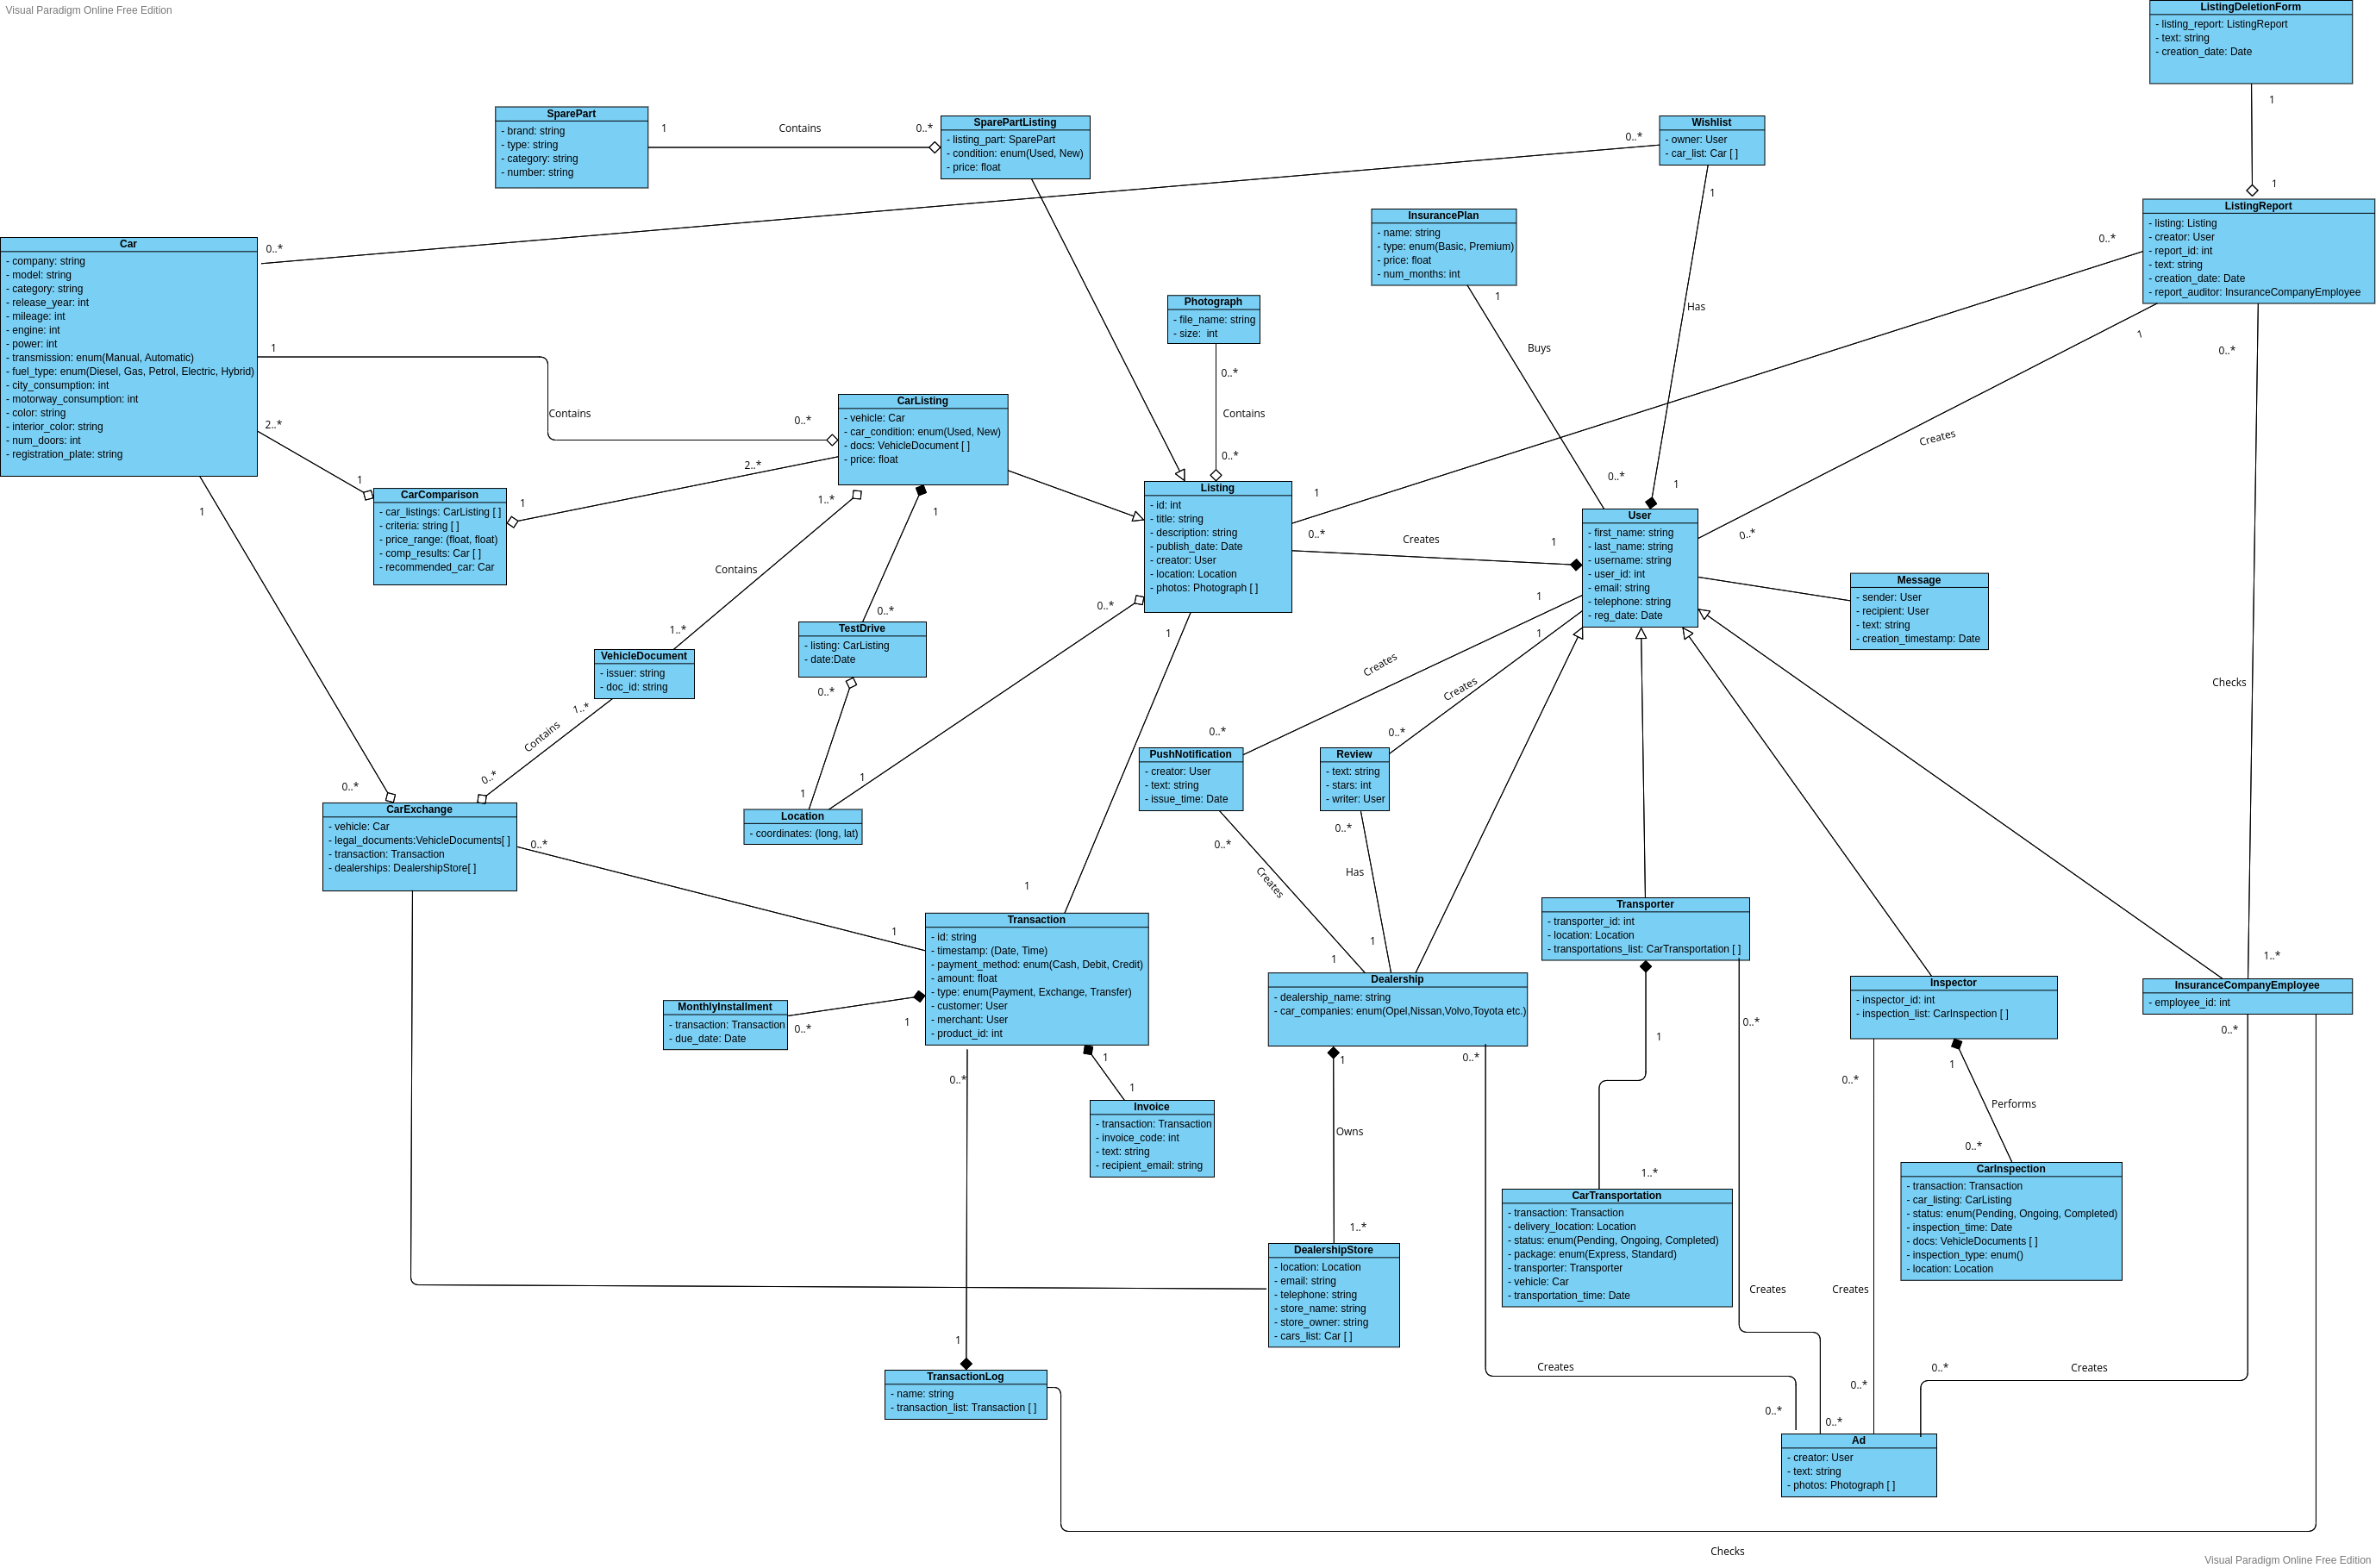 Visual Paradigm Online Free Edition
ListingDeletionForm
- listing_report: ListingReport
- text: string
- creation_date: Date
1
1
SparePart
- brand: string
- type: string
- category: string
- number: string
1
Contains
0..*
SparePartListing
- listing_part: SparePart
- condition: enum(Used, New)
- price: float
Wishlist
- owner: User
- car_list: Car [ ]
0..*
0..*
1
Has
1
InsurancePlan
- name: string
- type: enum(Basic, Premium)
- price: float
- num_months: int
1
Buys
0..*
ListingReport
- listing: Listing
- creator: User
- report_id: int
- text: string
- creation_date: Date
- report_auditor: InsuranceCompanyEmployee
0..*
1
1
Creates
0..*
0..*
Checks
1..*
Car
- company: string
- model: string
- category: string
- release_year: int
- mileage: int
- engine: int
- power: int
- transmission: enum(Manual, Automatic)
- fuel_type: enum(Diesel, Gas, Petrol, Electric, Hybrid)
- city_consumption: int
- motorway_consumption: int
- color: string
- interior_color: string
- num_doors: int
- registration_plate: string
1
Contains
0..*
2..*
1
1
0..*
Photograph
- file_name: string
- size:  int
0..*
Contains
0..*
CarListing
- vehicle: Car
- car_condition: enum(Used, New)
- docs: VehicleDocument [ ]
- price: float
2..*
1
1..*
Contains
1..*
1
0..*
CarComparison
- car_listings: CarListing [ ]
- criteria: string [ ]
- price_range: (float, float)
- comp_results: Car [ ]
- recommended_car: Car
Listing
- id: int
- title: string
- description: string
- publish_date: Date
- creator: User
- location: Location
- photos: Photograph [ ]
0..*
Creates
1
0..*
1
1
1
User
- first_name: string
- last_name: string
- username: string
- user_id: int
- email: string
- telephone: string
- reg_date: Date
1
Creates
0..*
1
Creates
0..*
Message
- sender: User
- recipient: User
- text: string
- creation_timestamp: Date
TestDrive
- listing: CarListing
- date:Date
0..*
1
VehicleDocument
- issuer: string
- doc_id: string
1..*
Contains
0..*
PushNotification
- creator: User
- text: string
- issue_time: Date
0..*
Creates
1
Review
- text: string
- stars: int
- writer: User
0..*
Has
1
CarExchange
- vehicle: Car
- legal_documents:VehicleDocuments[ ]
- transaction: Transaction
- dealerships: DealershipStore[ ]
0..*
1
Location
- coordinates: (long, lat)
Transaction
- id: string
- timestamp: (Date, Time)
- payment_method: enum(Cash, Debit, Credit)
- amount: float
- type: enum(Payment, Exchange, Transfer)
- customer: User
- merchant: User
- product_id: int
1
0..*
1
1
0..*
1
MonthlyInstallment
- transaction: Transaction
- due_date: Date
Invoice
- transaction: Transaction
- invoice_code: int
- text: string
- recipient_email: string
Dealership
- dealership_name: string
- car_companies: enum(Opel,Nissan,Volvo,Toyota etc.)
1
Owns
1..*
0..*
Creates
0..*
Transporter
- transporter_id: int
- location: Location
- transportations_list: CarTransportation [ ]
1
1..*
0..*
Creates
0..*
Inspector
- inspector_id: int
- inspection_list: CarInspection [ ]
0..*
Creates
0..*
1
Performs
0..*
InsuranceCompanyEmployee
- employee_id: int
0..*
Creates
0..*
CarInspection
- transaction: Transaction
- car_listing: CarListing
- status: enum(Pending, Ongoing, Completed)
- inspection_time: Date
- docs: VehicleDocuments [ ]
- inspection_type: enum()
- location: Location
CarTransportation
- transaction: Transaction
- delivery_location: Location
- status: enum(Pending, Ongoing, Completed)
- package: enum(Express, Standard)
- transporter: Transporter
- vehicle: Car
- transportation_time: Date
DealershipStore
- location: Location
- email: string
- telephone: string
- store_name: string
- store_owner: string
- cars_list: Car [ ]
TransactionLog
- name: string
- transaction_list: Transaction [ ]
Ad
- creator: User
- text: string
- photos: Photograph [ ]
Checks
Visual Paradigm Online Free Edition